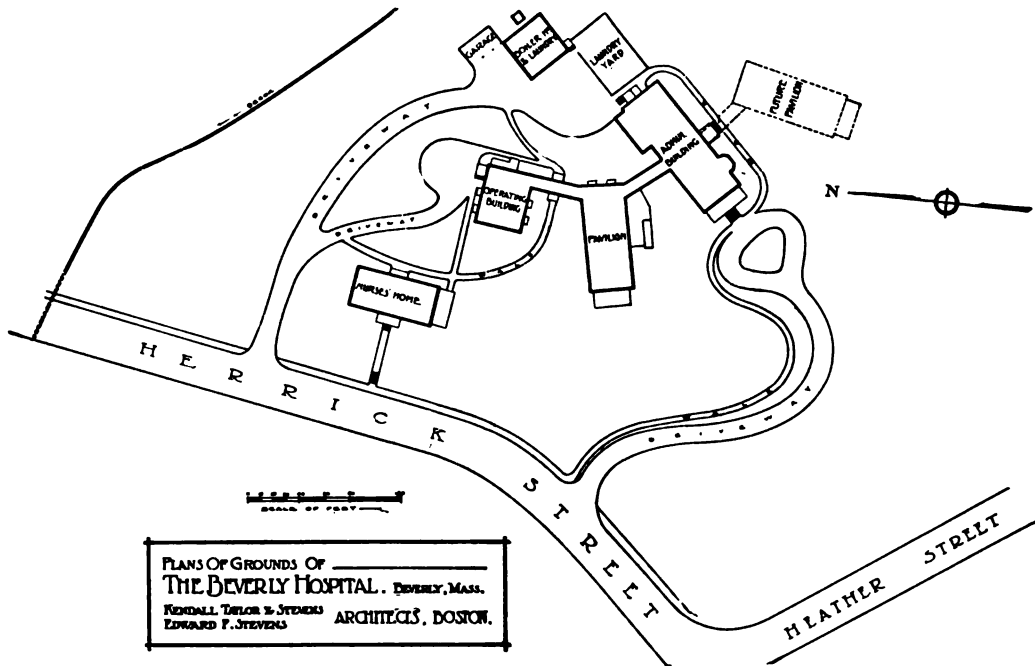 GARAGE
BOILER HO.
& LAUNDRY
LAUNDRY
YARD
FUTURE
PAVILION
ADMIN.
BUILDING
DRIVEWAY
OPERATING
BUILDING
PAVILION
N
DRIVEWAY
NURSES' HOME
HERRICK STREET
DRIVEWAY
HEATHER STREET
SCALE OF FEET
PLANS OF GROUNDS OF
THE BEVERLY HOSPITAL. BEVERLY, MASS.
KENDALL TAYLOR & STEVENS
EDWARD F. STEVENS
ARCHITECTS, BOSTON.